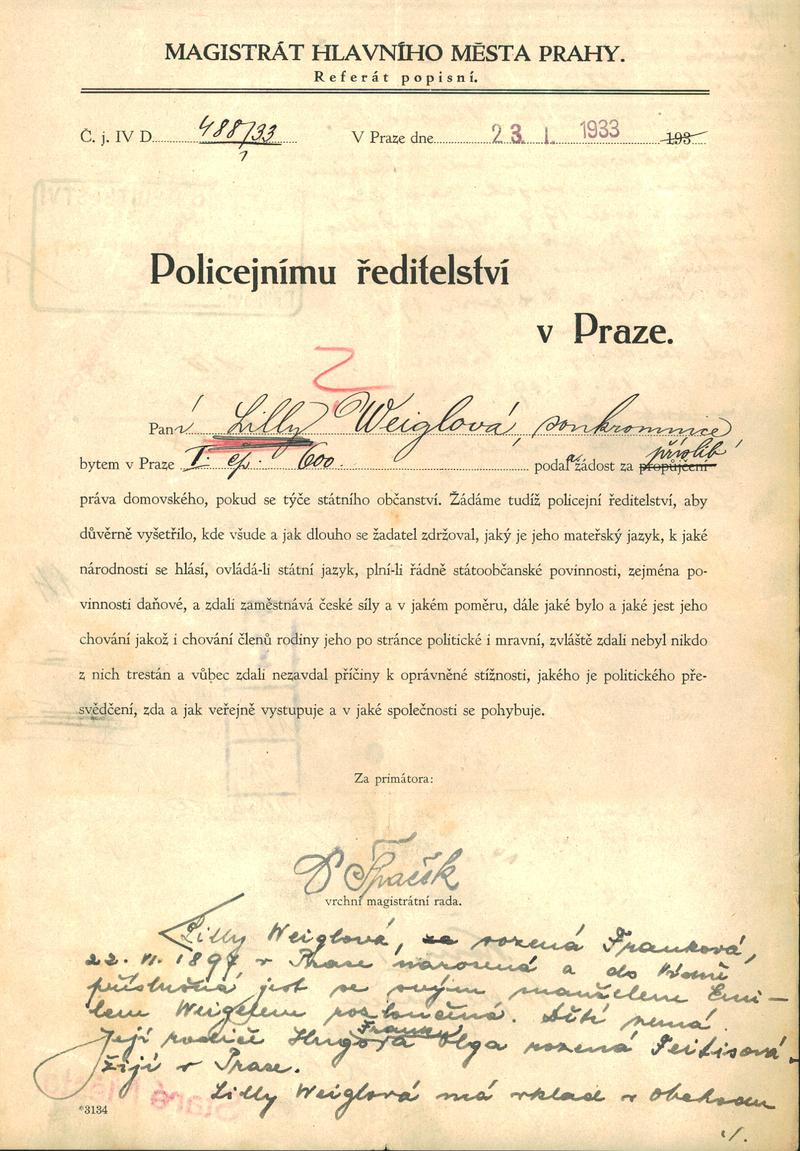 MAGISTRÁT HLAVNÍHO MĚSTA PRAHY.
Referát popisní.
Č. j. IV D. 488/33 V Praze dne 23. I. 1933 193
Policejnímu ředitelství
v Praze.
Paní Lilly Weiglová, soukromnice
bytem v Praze I. čp. 600. podala žádost za propůjčení příslib
práva domovského, pokud se týče státního občanství. Žádáme tudíž policejní ředitelství, aby
důvěrně vyšetřilo, kde všude a jak dlouho se žadatel zdržoval, jaký je jeho mateřský jazyk, k jaké
národnosti se hlásí, ovládá-li státní jazyk, plní-li řádně státoobčanské povinnosti, zejména po-
vinnosti daňové, a zdali zaměstnává české síly a v jakém poměru, dále jaké bylo a jaké jest jeho
chování jakož i chování členů rodiny jeho po stránce politické i mravní, zvláště zdali nebyl nikdo
z nich trestán a vůbec zdali nezavdal příčiny k oprávněné stížnosti, jakého je politického pře-
svědčení, zda a jak veřejně vystupuje a v jaké společnosti se pohybuje.
Za primátora:
vrchní magistrátní rada.
Lilly Weiglová, za rozená Franková,
22. VI. 1897 v Praze narozená a do
příslušná jest se svým manželem Emi-
lem Weiglem rozloučená. Dětí nemá.
Její rodiče Hugo a Olga rozená Feitisová
žijí v Praze.
Lilly Weiglová má vklad v
*3134
Staré Město
./.